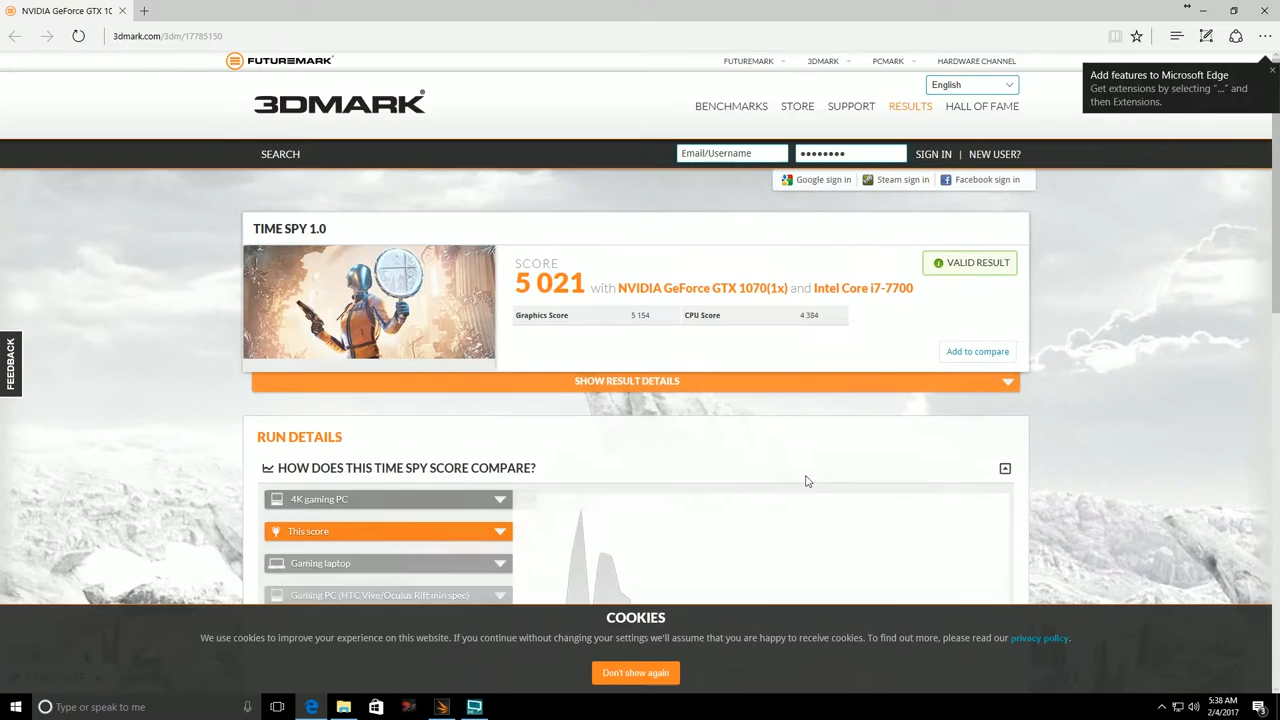 NVIDIA GeForce GTX 10
3dmark.com/3dm/17785150
FUTUREMARK
FUTUREMARK 3DMARK PCMARK HARDWARE CHANNEL
Add features to Microsoft Edge
Get extensions by selecting "..." and
then Extensions.
English
3DMARK
BENCHMARKS STORE SUPPORT RESULTS HALL OF FAME
SEARCH
Email/Username
●●●●●●●●
SIGN IN | NEW USER?
Google sign in Steam sign in Facebook sign in
TIME SPY 1.0
SCORE
5 021 with NVIDIA GeForce GTX 1070(1x) and Intel Core i7-7700
VALID RESULT
Graphics Score 5 154 CPU Score 4 384
Add to compare
FEEDBACK
SHOW RESULT DETAILS
RUN DETAILS
HOW DOES THIS TIME SPY SCORE COMPARE?
4K gaming PC
This score
Gaming laptop
Gaming PC (HTC Vive/Oculus Rift min spec)
COOKIES
We use cookies to improve your experience on this website. If you continue without changing your settings we'll assume that you are happy to receive cookies. To find out more, please read our privacy policy.
Don't show again
Type or speak to me
5:38 AM
2/4/2017
3